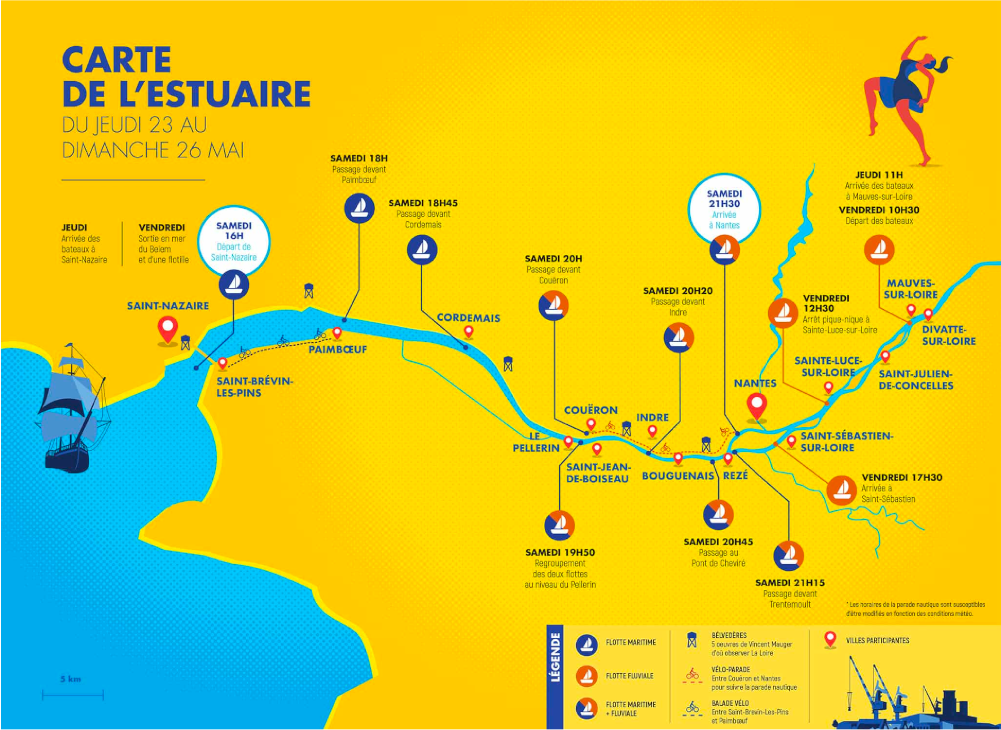 CARTE
DE L'ESTUAIRE
DU JEUDI 23 AU
DIMANCHE 26 MAI
JEUDI
Arrivée des
bateaux à
Saint-Nazaire
VENDREDI
Sortie en mer
du Belem
et d'une flotille
SAMEDI
16H
Départ de
Saint-Nazaire
SAMEDI 18H
Passage devant
Paimbœuf
SAMEDI 18H45
Passage devant
Cordemais
SAMEDI 20H
Passage devant
Couëron
SAMEDI 20H20
Passage devant
Indre
SAMEDI
21H30
Arrivée
à Nantes
JEUDI 11H
Arrivée des bateaux
à Mauves-sur-Loire
VENDREDI 10H30
Départ des bateaux
VENDREDI
12H30
Arrêt pique-nique à
Sainte-Luce-sur-Loire
SAINT-NAZAIRE
SAINT-BRÉVIN-
LES-PINS
PAIMBŒUF
CORDEMAIS
COUËRON
LE
PELLERIN
SAINT-JEAN-
DE-BOISEAU
INDRE
BOUGUENAIS
REZÉ
NANTES
MAUVES-
SUR-LOIRE
DIVATTE-
SUR-LOIRE
SAINTE-LUCE-
SUR-LOIRE
SAINT-JULIEN-
DE-CONCELLES
SAINT-SÉBASTIEN-
SUR-LOIRE
VENDREDI 17H30
Arrivée à
Saint-Sébastien
SAMEDI 19H50
Regroupement
des deux flottes
au niveau du Pellerin
SAMEDI 20H45
Passage au
Pont de Cheviré
SAMEDI 21H15
Passage devant
Trentemoult
* Les horaires de la parade nautique sont susceptibles
d'être modifiés en fonction des conditions météo.
5 km
LÉGENDE
FLOTTE MARITIME
FLOTTE FLUVIALE
FLOTTE MARITIME
+ FLUVIALE
BELVÉDÈRES
5 oeuvres de Vincent Mauger
d'où observer La Loire
VÉLO-PARADE
Entre Couëron et Nantes
pour suivre la parade nautique
BALADE VÉLO
Entre Saint-Brevin-Les-Pins
et Paimbœuf
VILLES PARTICIPANTES